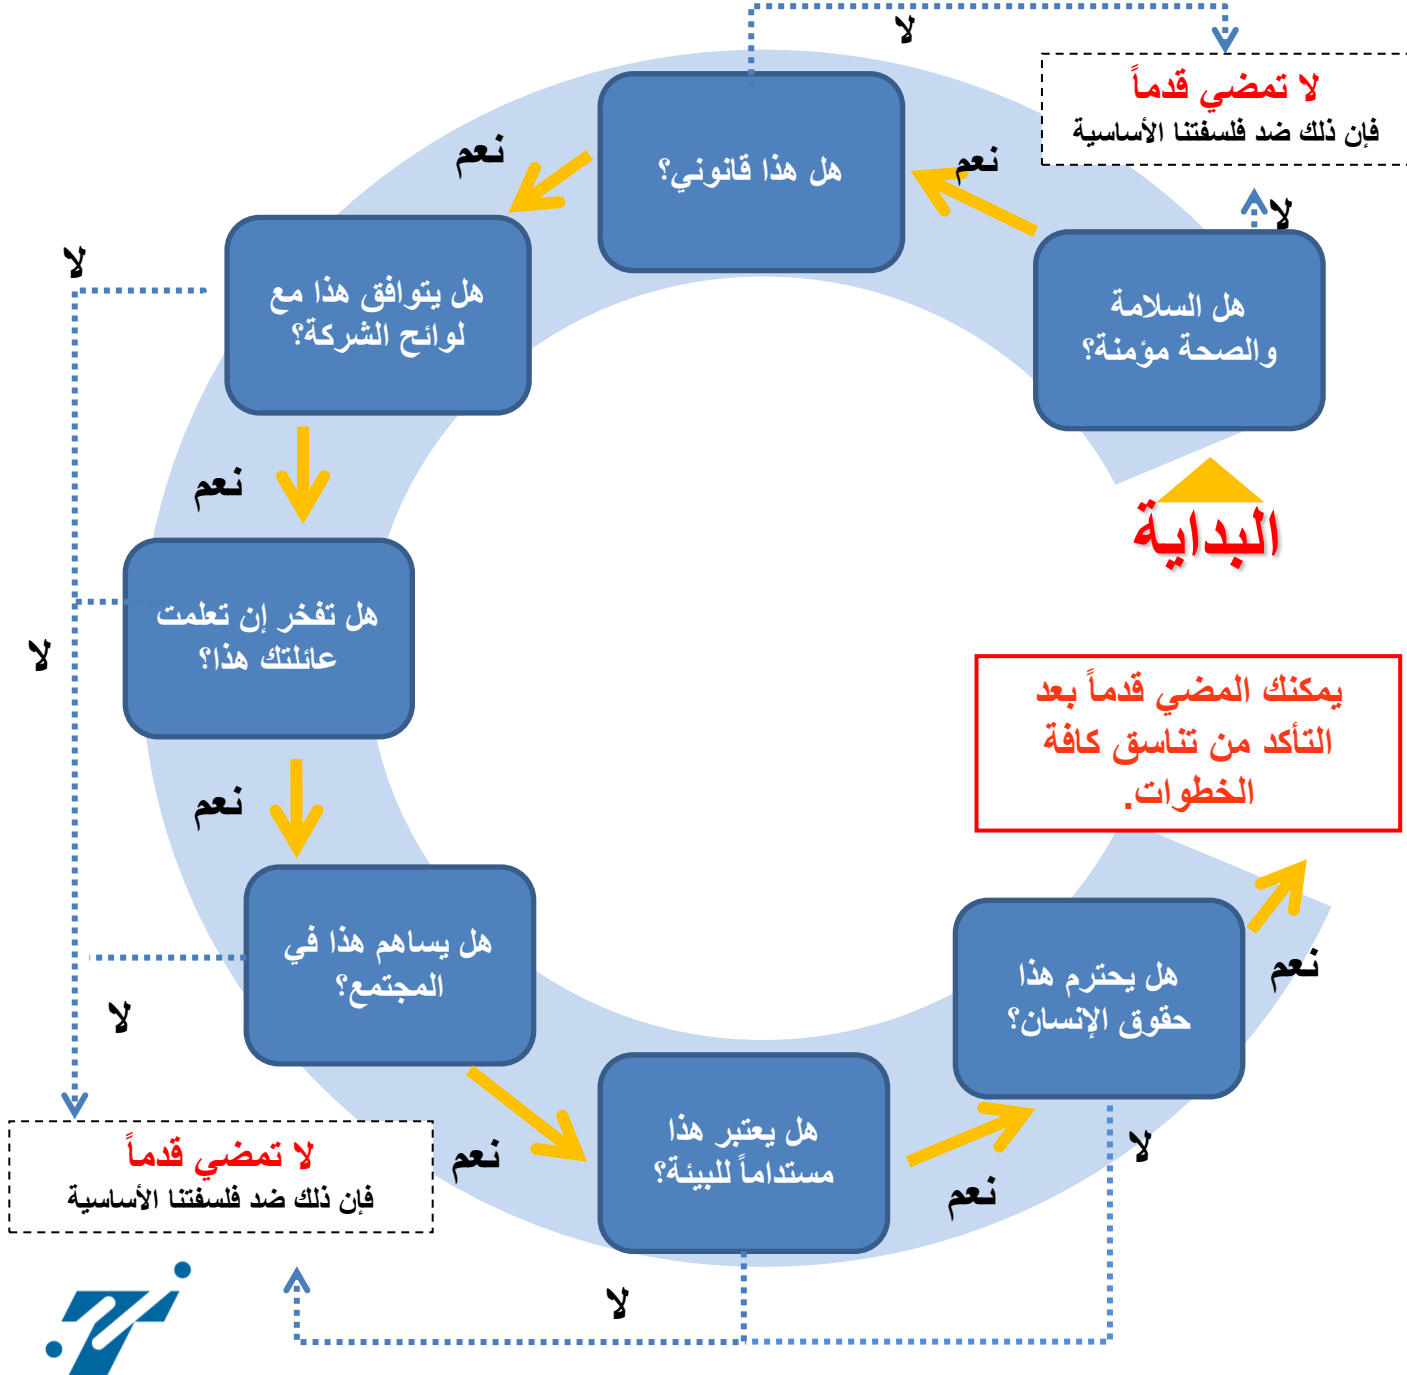 البداية
هل السلامة
والصحة مؤمنة؟
لا
لا تمضي قدماً
فإن ذلك ضد فلسفتنا الأساسية
نعم
هل هذا قانوني؟
لا
نعم
هل يتوافق هذا مع
لوائح الشركة؟
لا
نعم
هل تفخر إن تعلمت
عائلتك هذا؟
لا
نعم
هل يساهم هذا في
المجتمع؟
لا
لا تمضي قدماً
فإن ذلك ضد فلسفتنا الأساسية
نعم
هل يعتبر هذا
مستداماً للبيئة؟
لا
نعم
هل يحترم هذا
حقوق الإنسان؟
لا
نعم
يمكنك المضي قدماً بعد
التأكد من تناسق كافة
الخطوات.